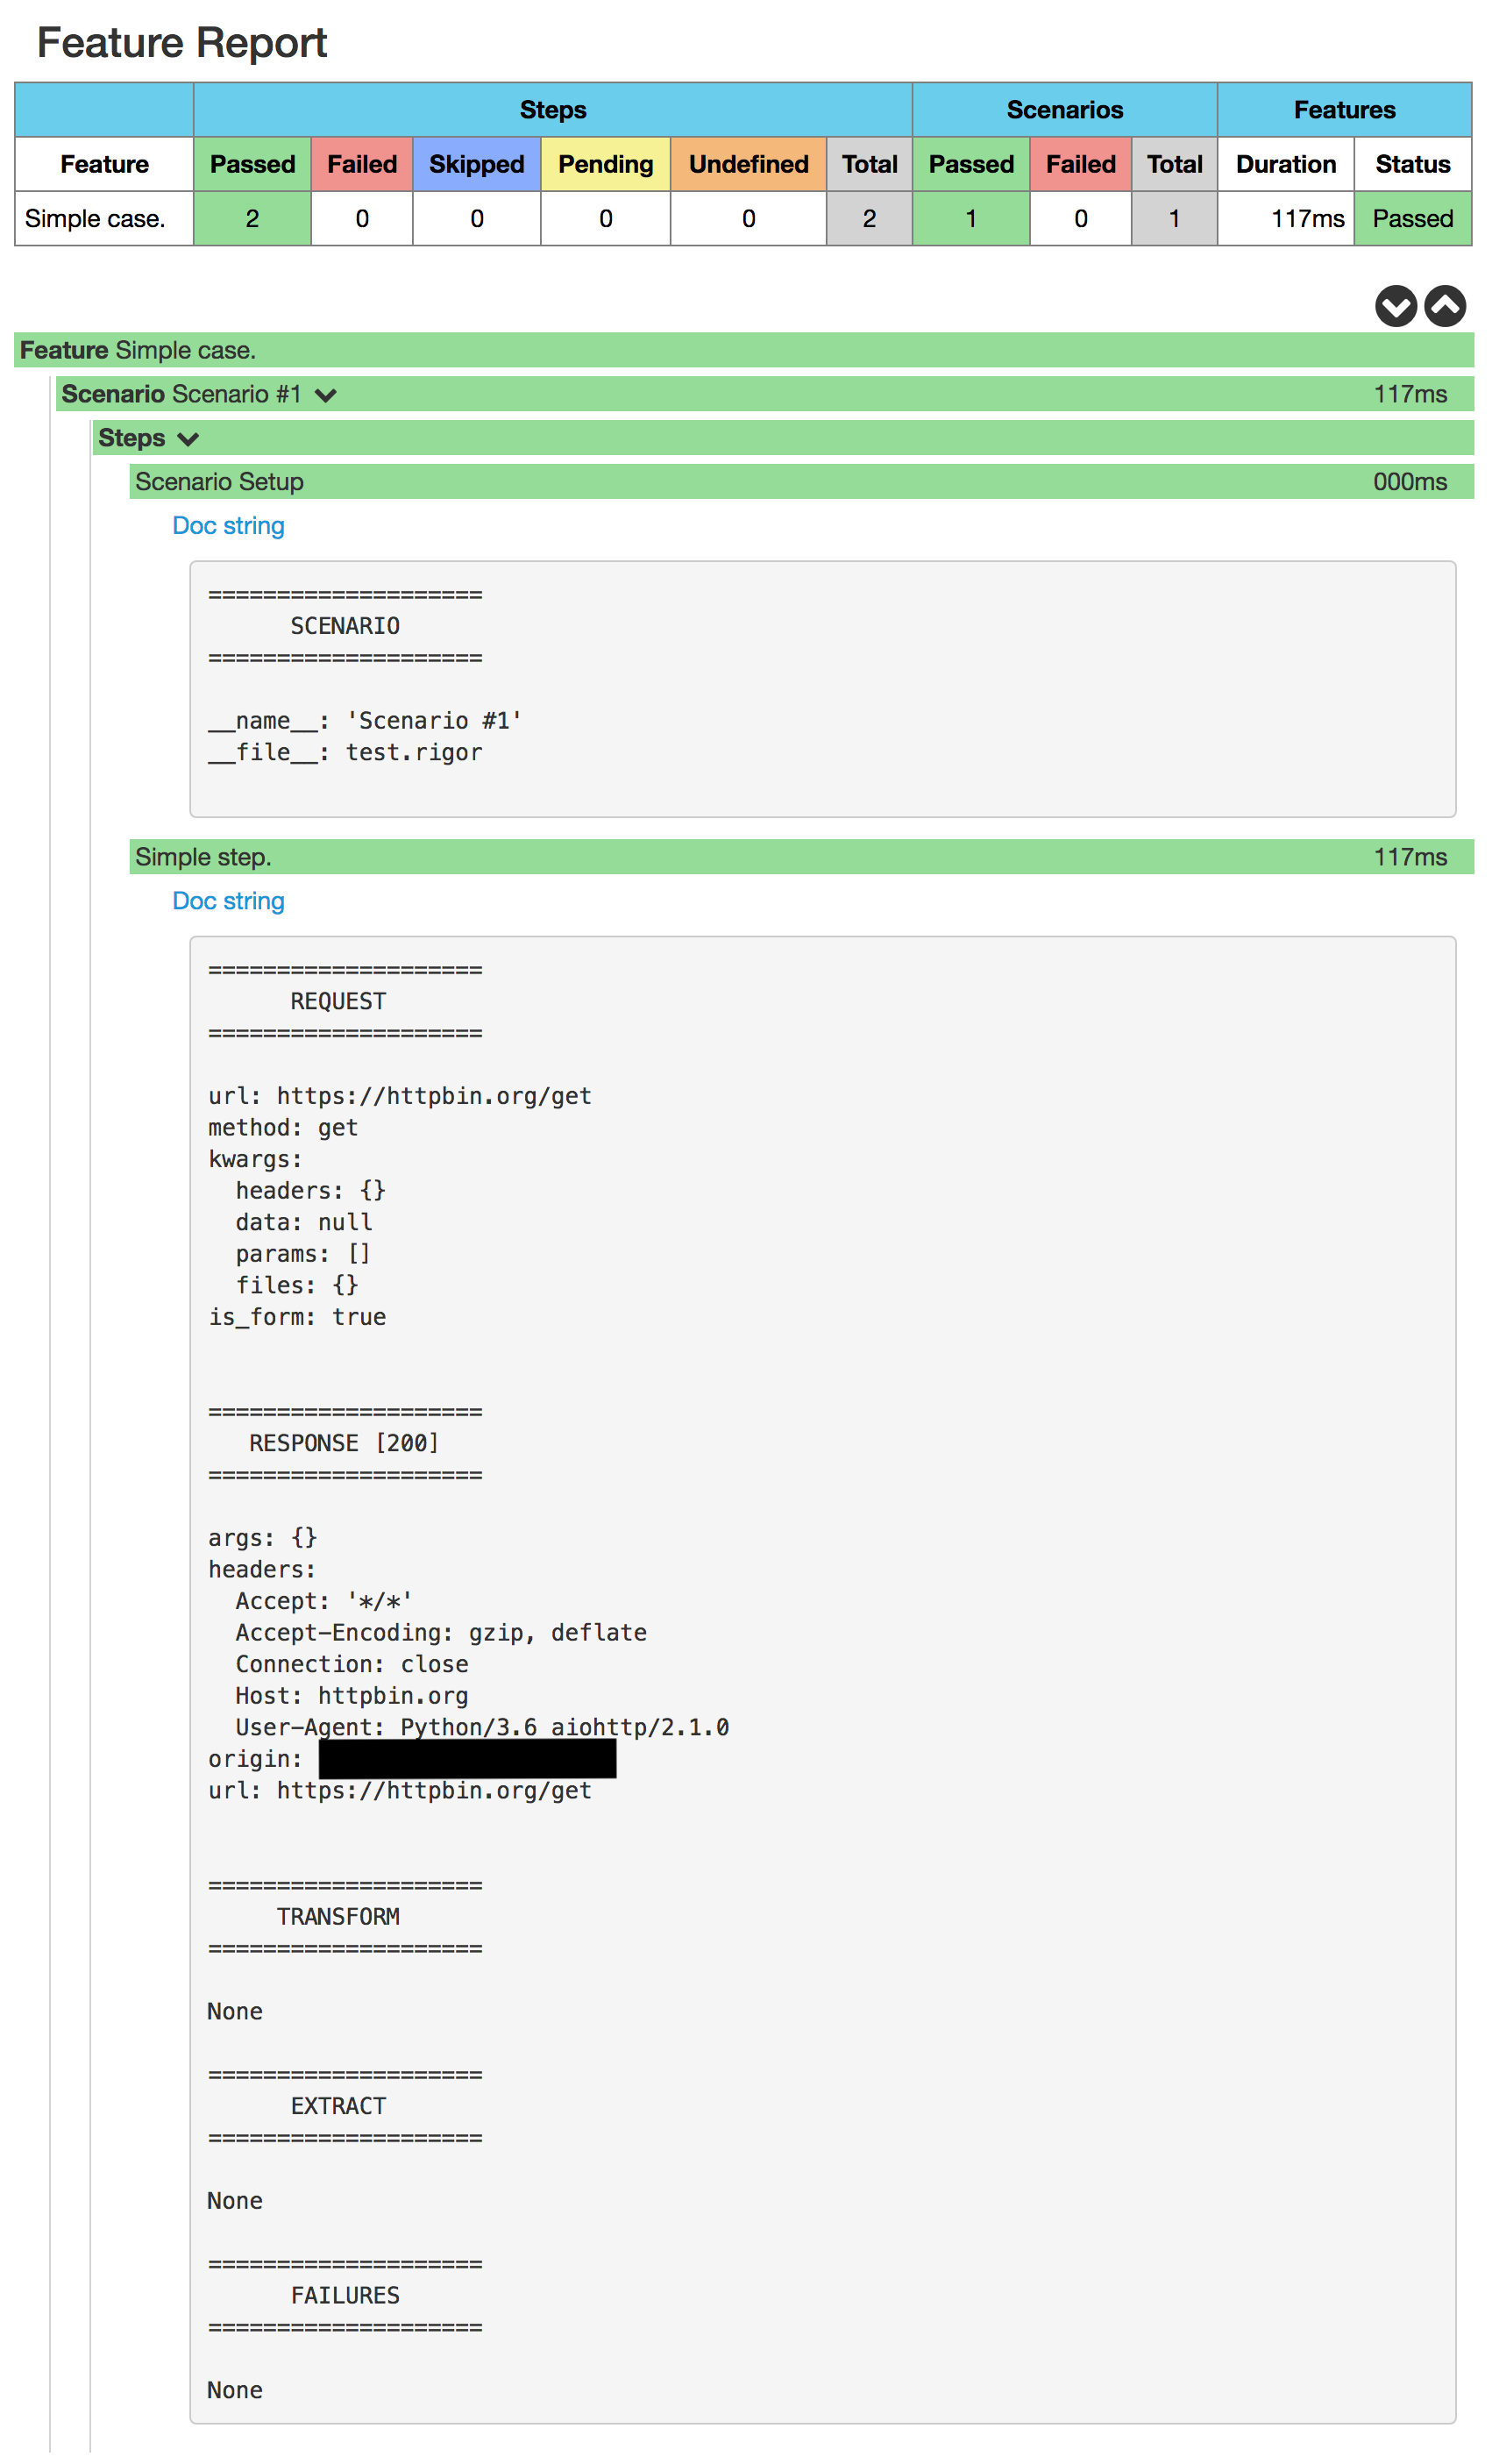 Feature Report
Steps Scenarios Features
Feature Passed Failed Skipped Pending Undefined Total Passed Failed Total Duration Status
Simple case. 2 0 0 0 0 2 1 0 1 117ms Passed
Feature Simple case.
Scenario Scenario #1 117ms
Steps
Scenario Setup 000ms
Doc string
====================
SCENARIO
====================
__name__: 'Scenario #1'
__file__: test.rigor
Simple step. 117ms
Doc string
====================
REQUEST
====================
url: https://httpbin.org/get
method: get
kwargs:
  headers: {}
  data: null
  params: []
  files: {}
is_form: true
====================
RESPONSE [200]
====================
args: {}
headers:
  Accept: '*/*'
  Accept-Encoding: gzip, deflate
  Connection: close
  Host: httpbin.org
  User-Agent: Python/3.6 aiohttp/2.1.0
origin:
url: https://httpbin.org/get
====================
TRANSFORM
====================
None
====================
EXTRACT
====================
None
====================
FAILURES
====================
None